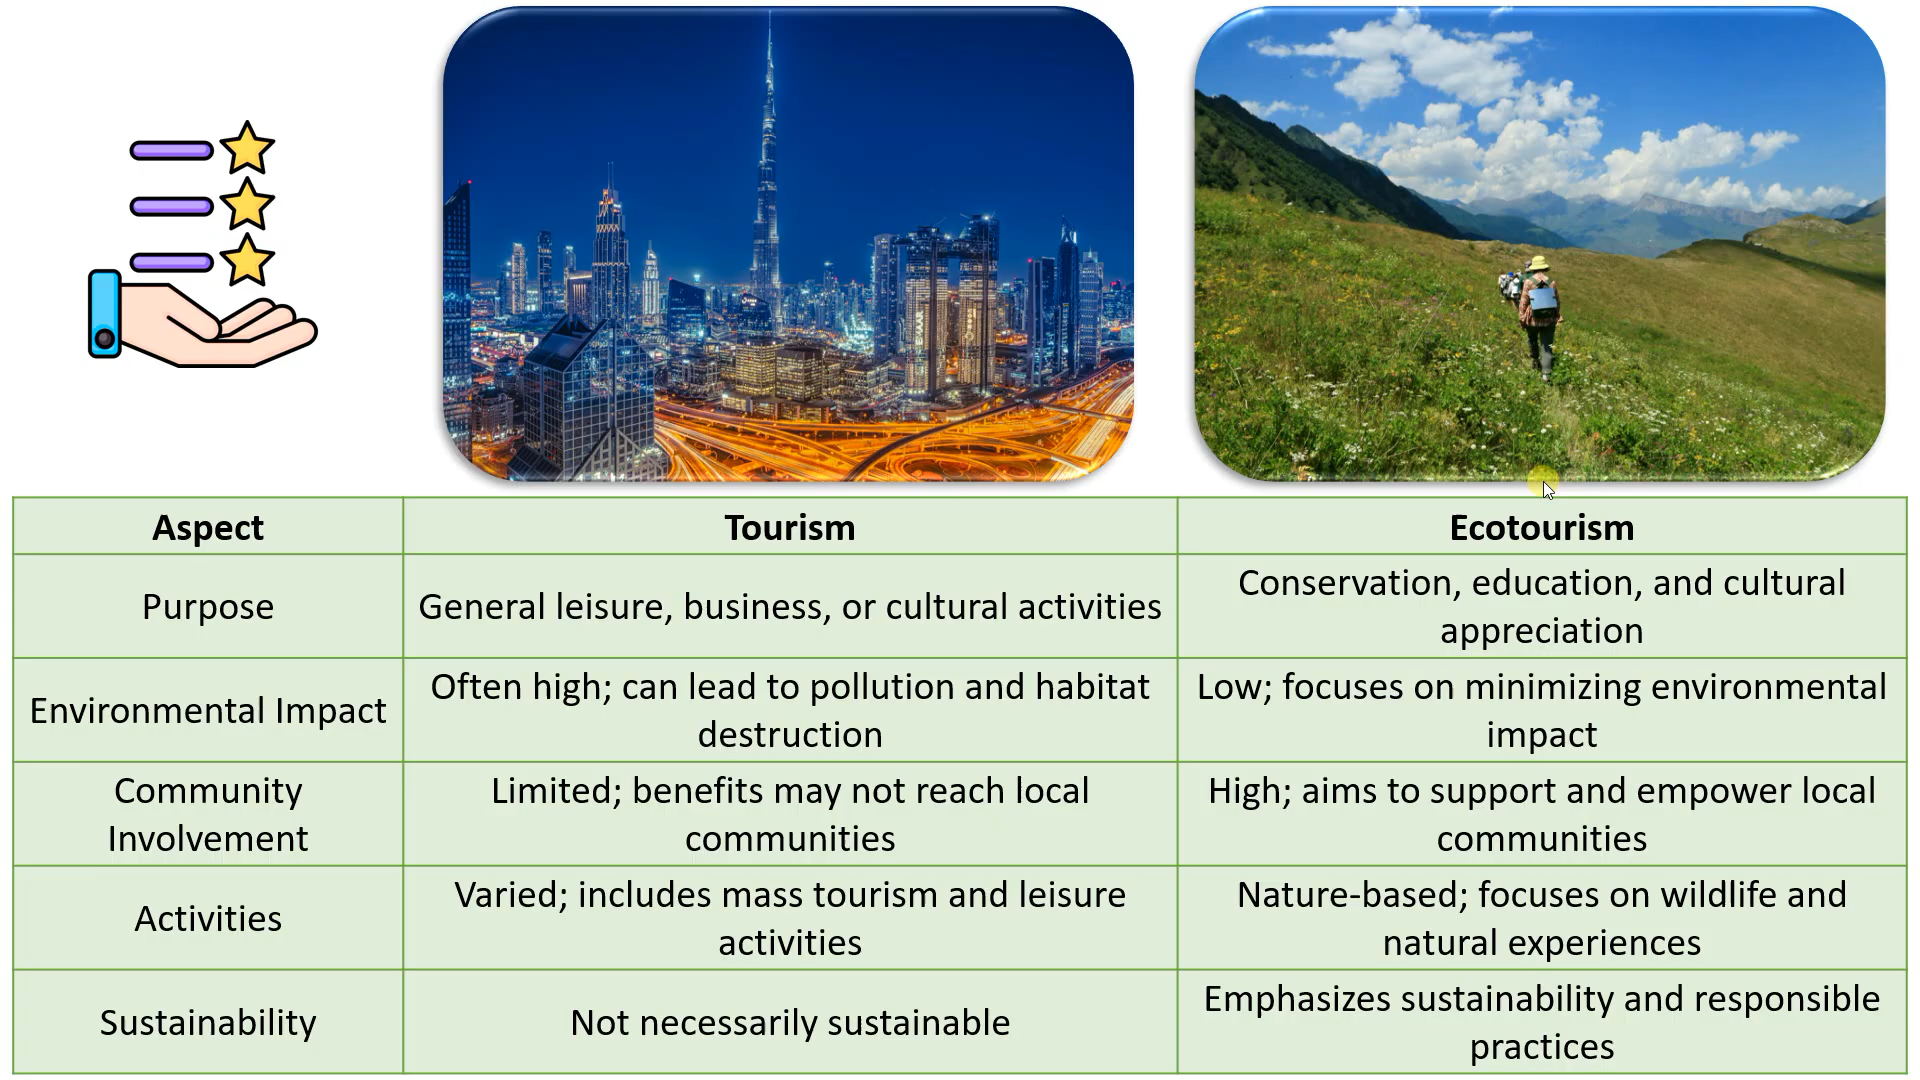 Aspect
Tourism
Ecotourism
Purpose
General leisure, business, or cultural activities
Conservation, education, and cultural
appreciation
Environmental Impact
Often high; can lead to pollution and habitat
destruction
Low; focuses on minimizing environmental
impact
Community
Involvement
Limited; benefits may not reach local
communities
High; aims to support and empower local
communities
Activities
Varied; includes mass tourism and leisure
activities
Nature-based; focuses on wildlife and
natural experiences
Sustainability
Not necessarily sustainable
Emphasizes sustainability and responsible
practices